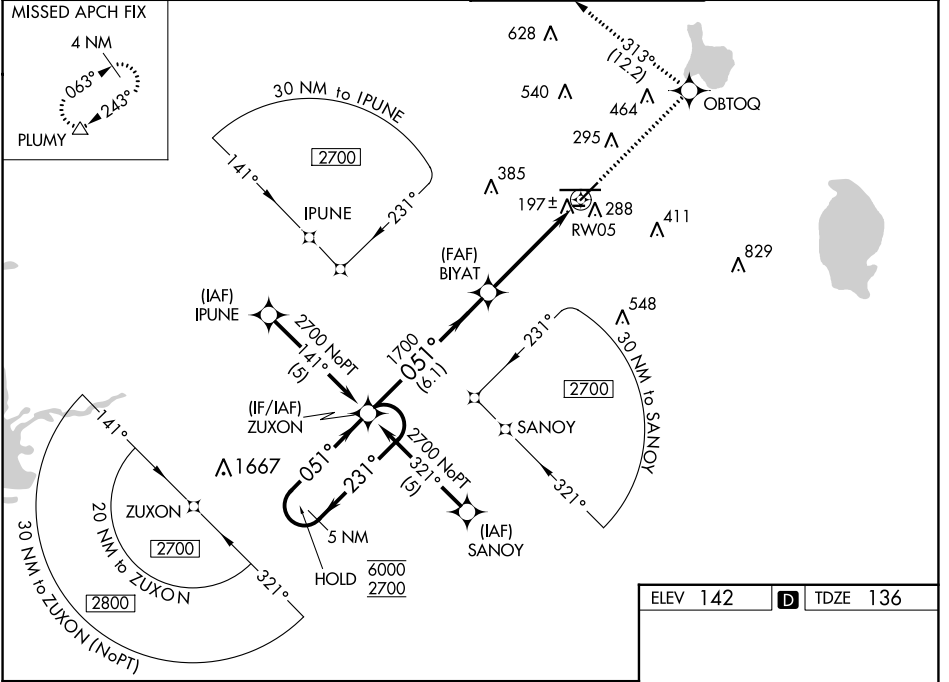 MISSED APCH FIX
4 NM
063°
243°
PLUMY
628
313°
(12.2)
540
464
OBTOQ
295
30 NM to IPUNE
2700
141°
231°
IPUNE
385
197±
288
RW05
411
829
(FAF)
BIYAT
548
(IAF)
IPUNE
2700 NoPT
141°
(5)
1700
051°
(6.1)
231°
30 NM to SANOY
2700
SANOY
321°
(IF/IAF)
ZUXON
2700 NoPT
321°
(5)
141°
1667
051°
231°
ZUXON
20 NM to ZUXON
2700
321°
30 NM to ZUXON (NoPT)
2800
5 NM
HOLD
6000
2700
(IAF)
SANOY
ELEV 142 D TDZE 136